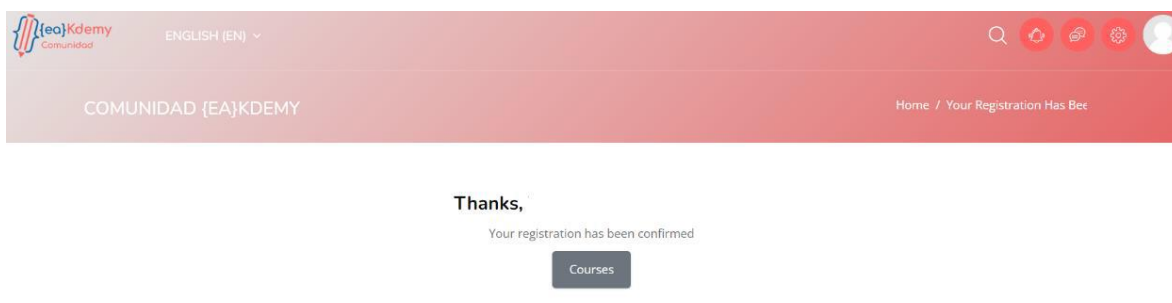 {ea}Kdemy
Comunidad
ENGLISH (EN)
COMUNIDAD {EA}KDEMY
Home / Your Registration Has Bee
Thanks,
Your registration has been confirmed
Courses